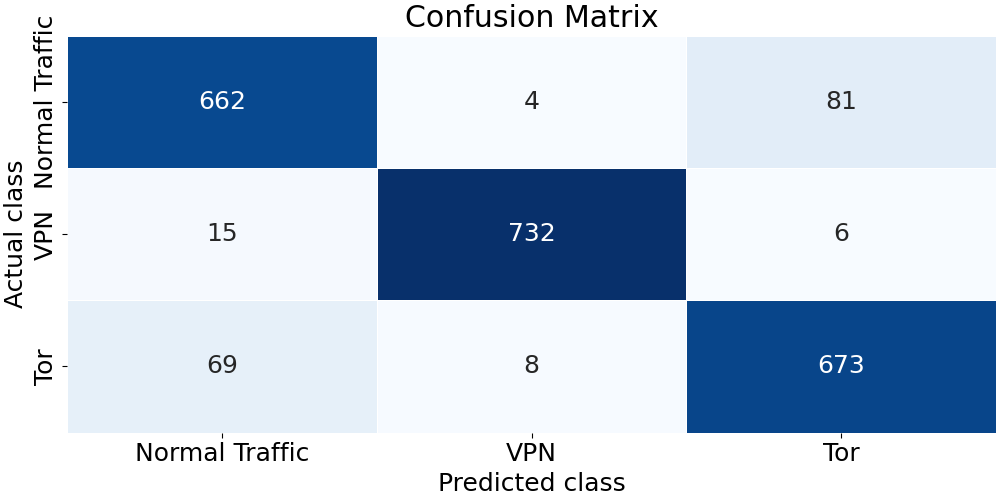 Confusion Matrix
Actual class
Normal Traffic
662 4 81
VPN
15 732 6
Tor
69 8 673
Normal Traffic VPN Tor
Predicted class